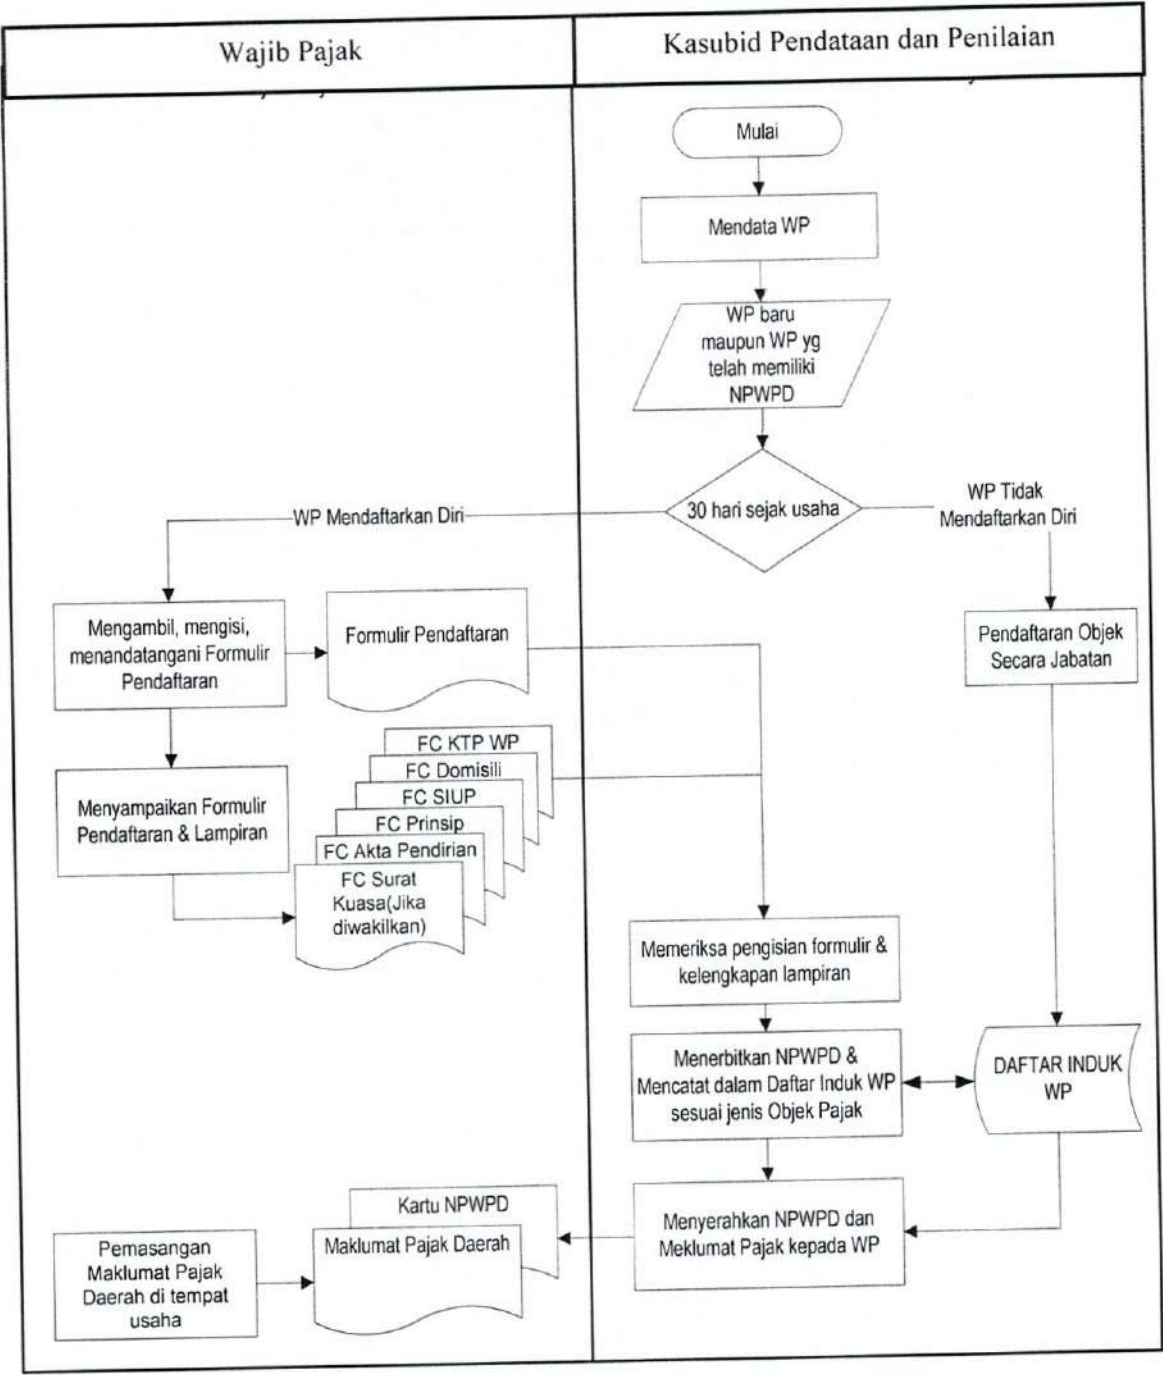 Wajib Pajak
Kasubid Pendataan dan Penilaian
Mulai
Mendata WP
WP baru
maupun WP yg
telah memiliki
NPWPD
30 hari sejak usaha
WP Mendaftarkan Diri
WP Tidak
Mendaftarkan Diri
Mengambil, mengisi,
menandatangani Formulir
Pendaftaran
Formulir Pendaftaran
Pendaftaran Objek
Secara Jabatan
Menyampaikan Formulir
Pendaftaran & Lampiran
FC KTP WP
FC Domisili
FC SIUP
FC Prinsip
FC Akta Pendirian
FC Surat
Kuasa(Jika
diwakilkan)
Memeriksa pengisian formulir &
kelengkapan lampiran
Menerbitkan NPWPD &
Mencatat dalam Daftar Induk WP
sesuai jenis Objek Pajak
DAFTAR INDUK
WP
Menyerahkan NPWPD dan
Meklumat Pajak kepada WP
Kartu NPWPD
Maklumat Pajak Daerah
Pemasangan
Maklumat Pajak
Daerah di tempat
usaha